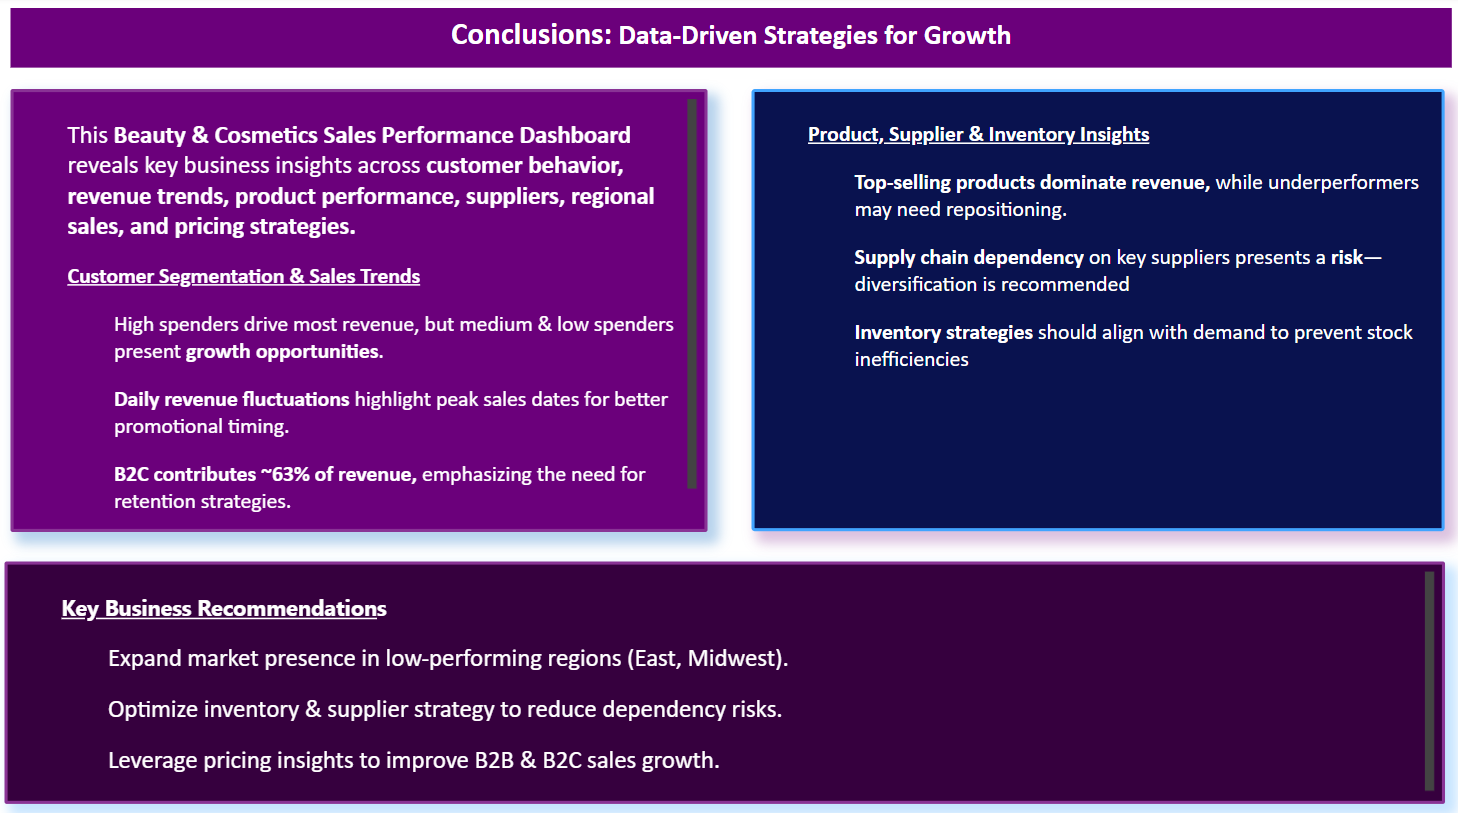 Conclusions: Data-Driven Strategies for Growth
This Beauty & Cosmetics Sales Performance Dashboard
reveals key business insights across customer behavior,
revenue trends, product performance, suppliers, regional
sales, and pricing strategies.
Customer Segmentation & Sales Trends
High spenders drive most revenue, but medium & low spenders
present growth opportunities.
Daily revenue fluctuations highlight peak sales dates for better
promotional timing.
B2C contributes ~63% of revenue, emphasizing the need for
retention strategies.
Product, Supplier & Inventory Insights
Top-selling products dominate revenue, while underperformers
may need repositioning.
Supply chain dependency on key suppliers presents a risk—
diversification is recommended
Inventory strategies should align with demand to prevent stock
inefficiencies
Key Business Recommendations
Expand market presence in low-performing regions (East, Midwest).
Optimize inventory & supplier strategy to reduce dependency risks.
Leverage pricing insights to improve B2B & B2C sales growth.